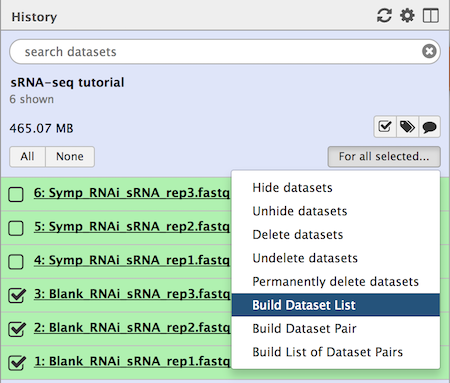 History
search datasets
sRNA-seq tutorial
6 shown
465.07 MB
All None For all selected...
Hide datasets
Unhide datasets
Delete datasets
Undelete datasets
Permanently delete datasets
Build Dataset List
Build Dataset Pair
Build List of Dataset Pairs
6: Symp_RNAi_sRNA_rep3.fastq
5: Symp_RNAi_sRNA_rep2.fastq
4: Symp_RNAi_sRNA_rep1.fastq
3: Blank_RNAi_sRNA_rep3.fastq
2: Blank_RNAi_sRNA_rep2.fastq
1: Blank_RNAi_sRNA_rep1.fastq